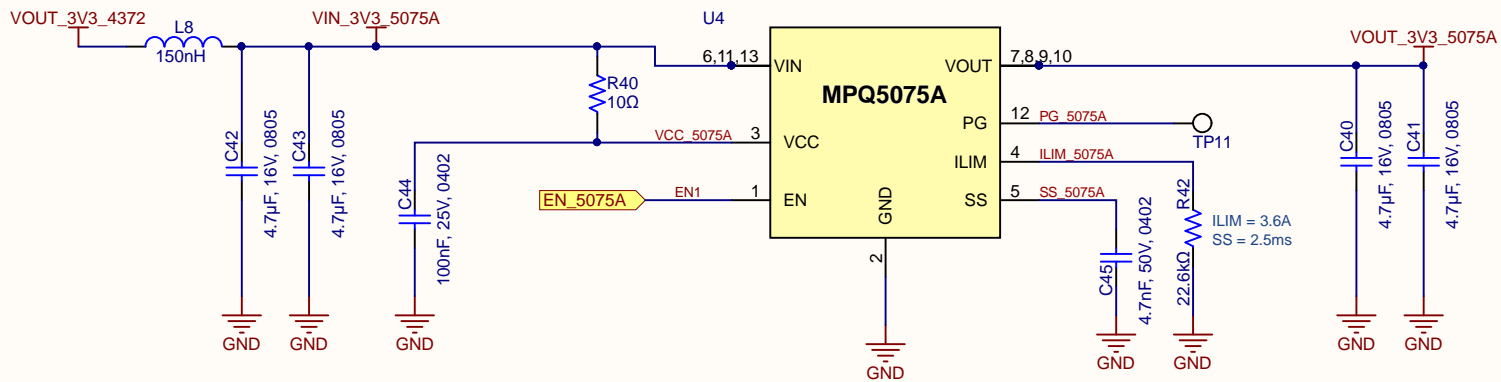 VOUT_3V3_4372
L8
150nH
VIN_3V3_5075A
U4
6,11,13
VIN
VOUT
7,8,9,10
VOUT_3V3_5075A
MPQ5075A
R40
10Ω
VCC_5075A
3
VCC
PG
12
PG_5075A
TP11
ILIM
4
ILIM_5075A
EN_5075A
EN1
1
EN
SS
5
SS_5075A
GND
2
C42
4.7µF, 16V, 0805
C43
4.7µF, 16V, 0805
C44
100nF, 25V, 0402
C45
4.7nF, 50V, 0402
R42
22.6kΩ
ILIM = 3.6A
SS = 2.5ms
C40
4.7µF, 16V, 0805
C41
4.7µF, 16V, 0805
GND
GND
GND
GND
GND
GND
GND
GND